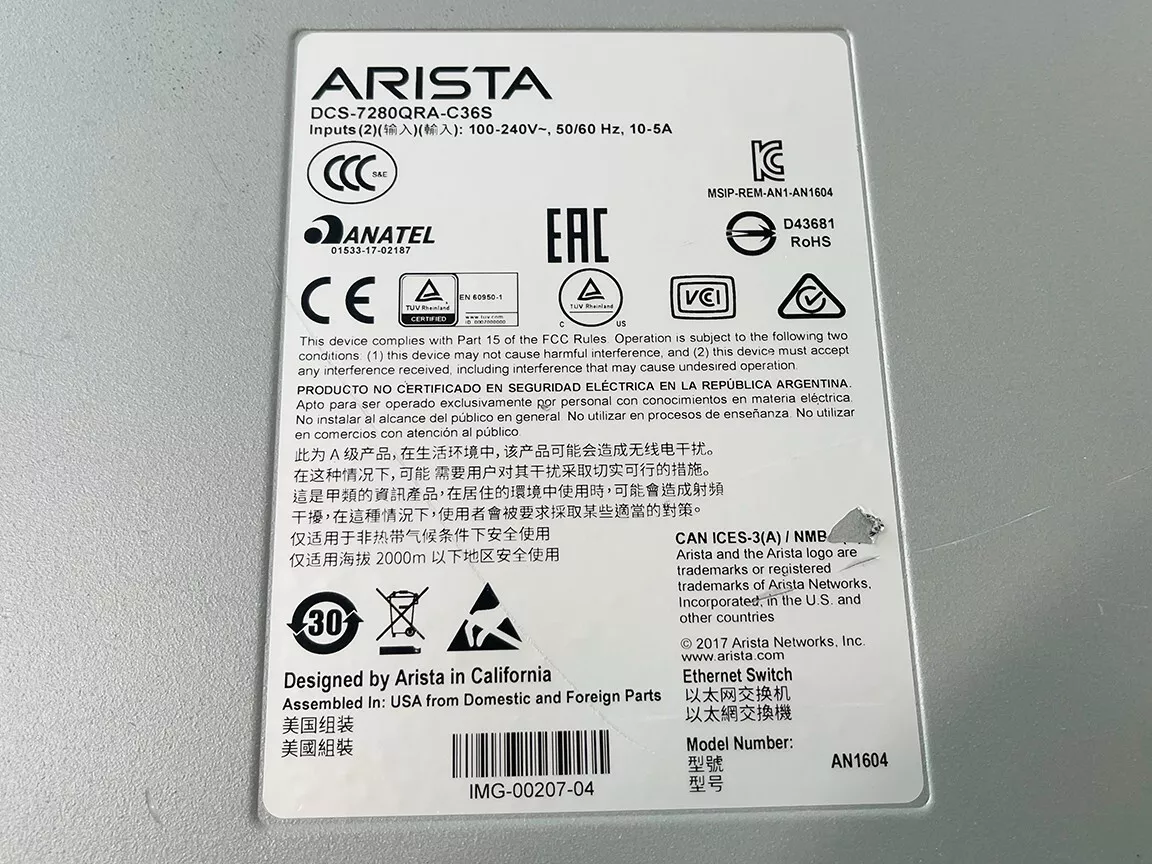 ARISTA
DCS-7280QRA-C36S
Inputs(2)(输入)(輸入): 100-240V~, 50/60 Hz, 10-5A
CCC S&E
MSIP-REM-AN1-AN1604
ANATEL
01533-17-02187
EAC
D43681
RoHS
CE
TÜV Rheinland
CERTIFIED
EN 60950-1
www.tuv.com
TÜV Rheinland
C US
VCI
This device complies with Part 15 of the FCC Rules. Operation is subject to the following two
conditions: (1) this device may not cause harmful interference, and (2) this device must accept
any interference received, including interference that may cause undesired operation.
PRODUCTO NO CERTIFICADO EN SEGURIDAD ELÉCTRICA EN LA REPÚBLICA ARGENTINA.
Apto para ser operado exclusivamente por personal con conocimientos en materia eléctrica.
No instalar al alcance del público en general. No utilizar en procesos de enseñanza. No utilizar
en comercios con atención al público.
此为 A 级产品,在生活环境中,该产品可能会造成无线电干扰。
在这种情况下,可能 需要用户对其干扰采取切实可行的措施。
這是甲類的資訊產品,在居住的環境中使用時,可能會造成射頻
干擾,在這種情況下,使用者會被要求採取某些適當的對策。
仅适用于非热带气候条件下安全使用
仅适用海拔 2000m 以下地区安全使用
CAN ICES-3(A) / NMB
Arista and the Arista logo are
trademarks or registered
trademarks of Arista Networks,
Incorporated, in the U.S. and
other countries
30
© 2017 Arista Networks, Inc.
www.arista.com
Designed by Arista in California
Assembled In: USA from Domestic and Foreign Parts
美国组装
美國組裝
Ethernet Switch
以太网交换机
以太網交換機
Model Number:
型號
型号
AN1604
IMG-00207-04